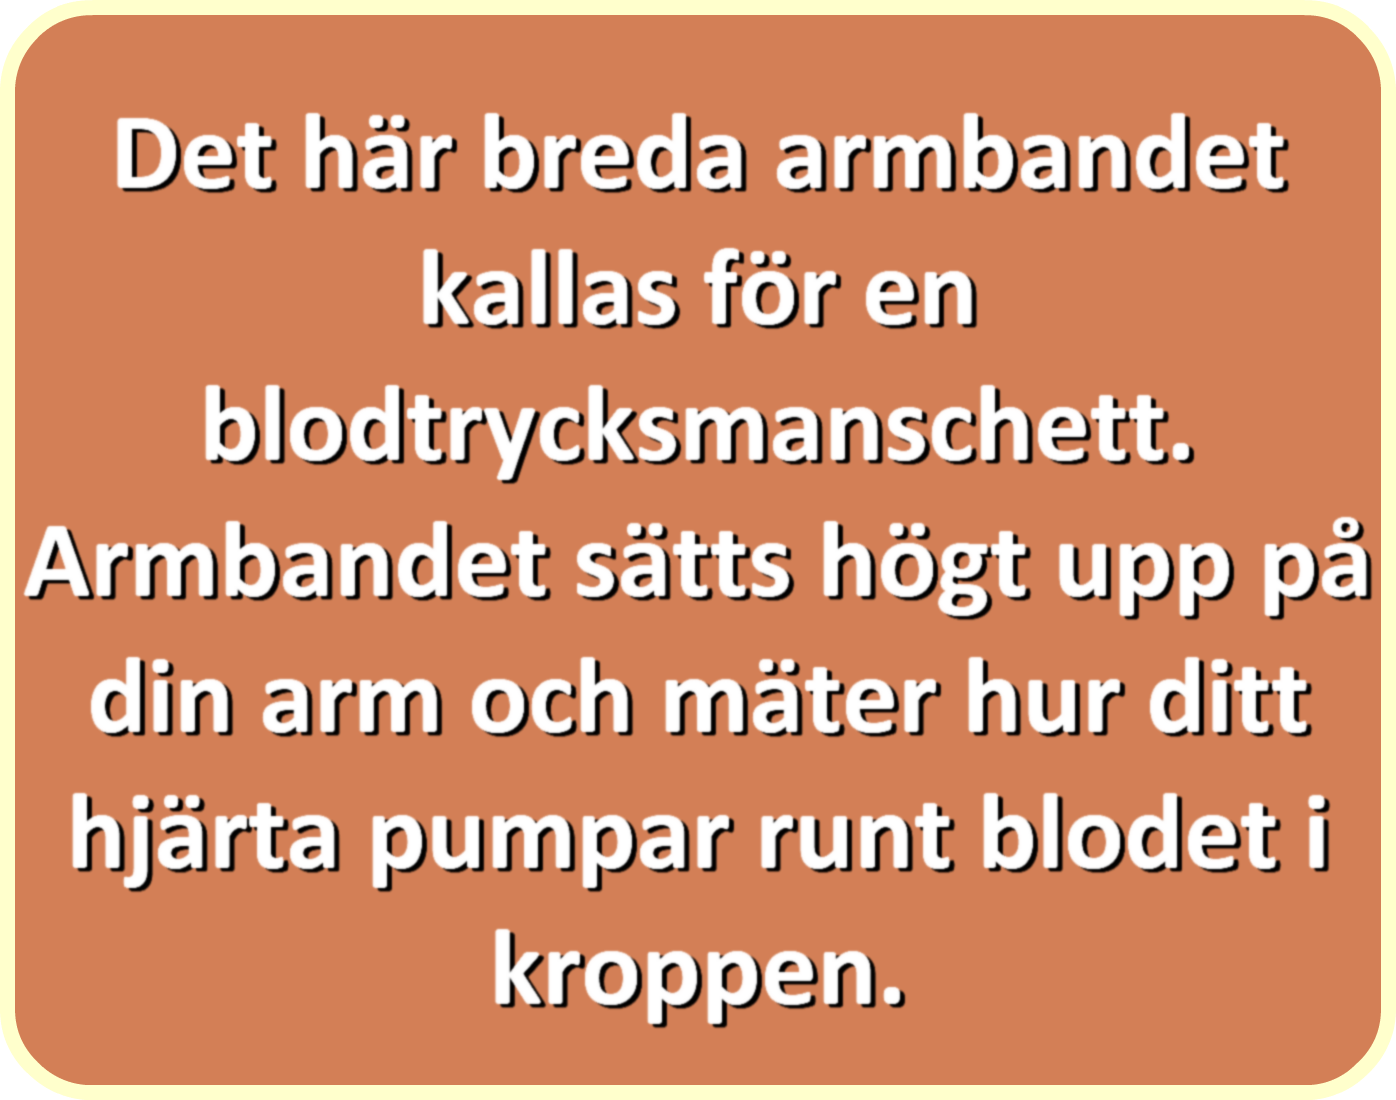 Det här breda armbandet
kallas för en
blodtrycksmanschett.
Armbandet sätts högt upp på
din arm och mäter hur ditt
hjärta pumpar runt blodet i
kroppen.